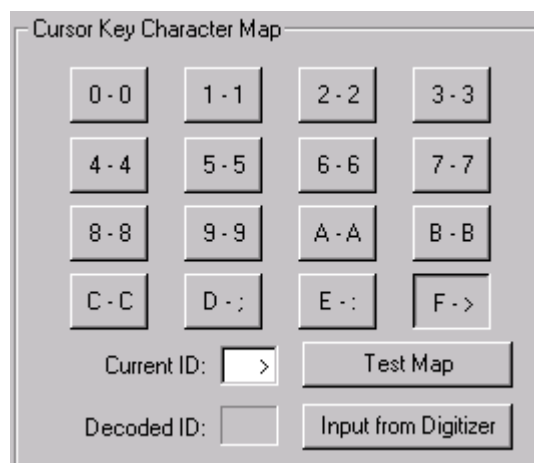 Cursor Key Character Map
0 - 0 1 - 1 2 - 2 3 - 3
4 - 4 5 - 5 6 - 6 7 - 7
8 - 8 9 - 9 A - A B - B
C - C D - ; E - : F - >
Current ID: > Test Map
Decoded ID: Input from Digitizer